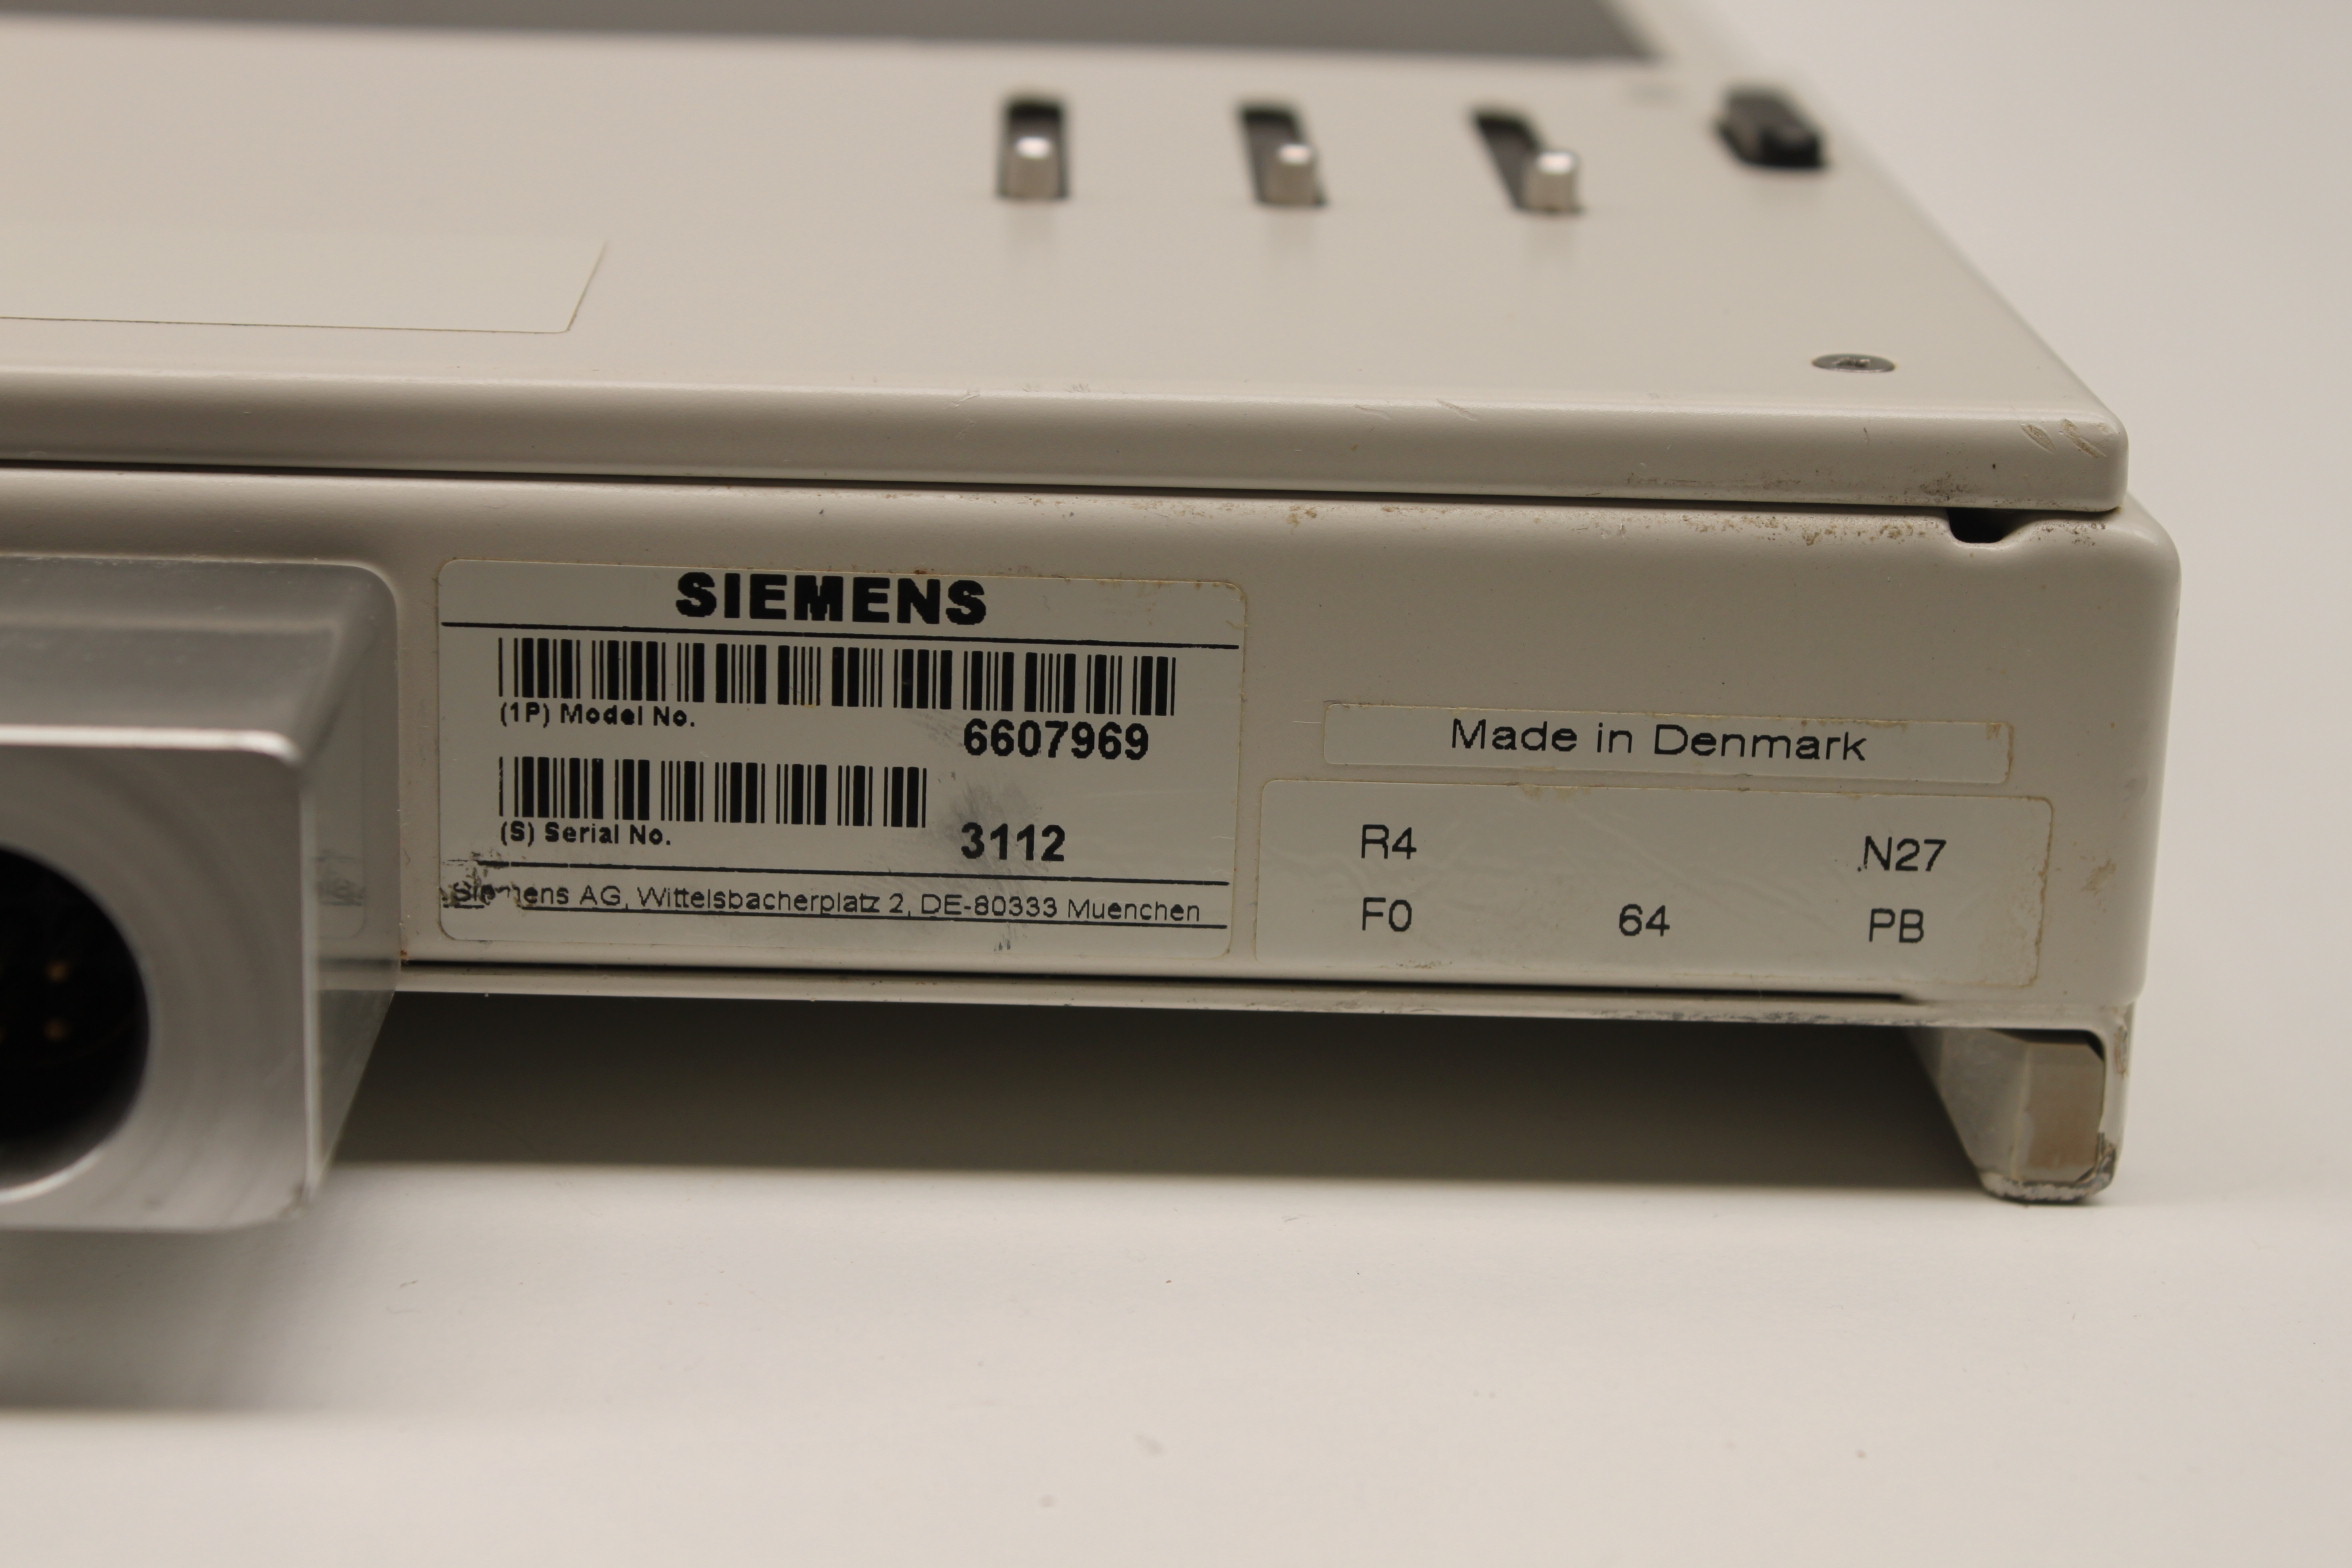 SIEMENS
(1P) Model No.
6607969
(S) Serial No.
3112
Siemens AG, Wittelsbacherplatz 2, DE-80333 Muenchen
Made in Denmark
R4 N27
F0 64 PB